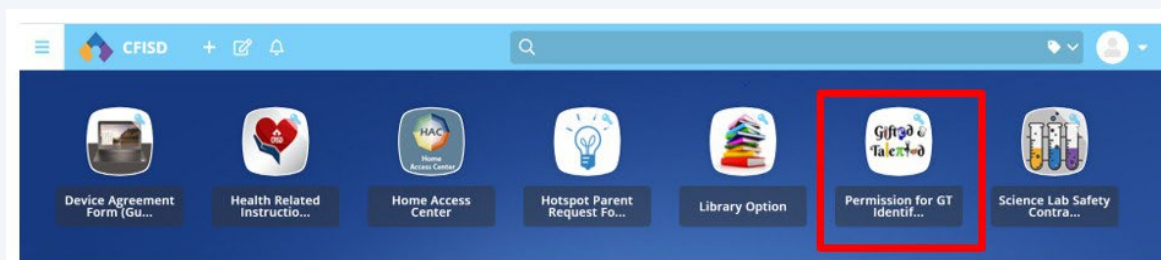 CFISD
HAC
Home
Access Center
Gifted &
Talented
Device Agreement
Form (Gu...
Health Related
Instructio...
Home Access
Center
Hotspot Parent
Request Fo...
Library Option
Permission for GT
Identif...
Science Lab Safety
Contra...